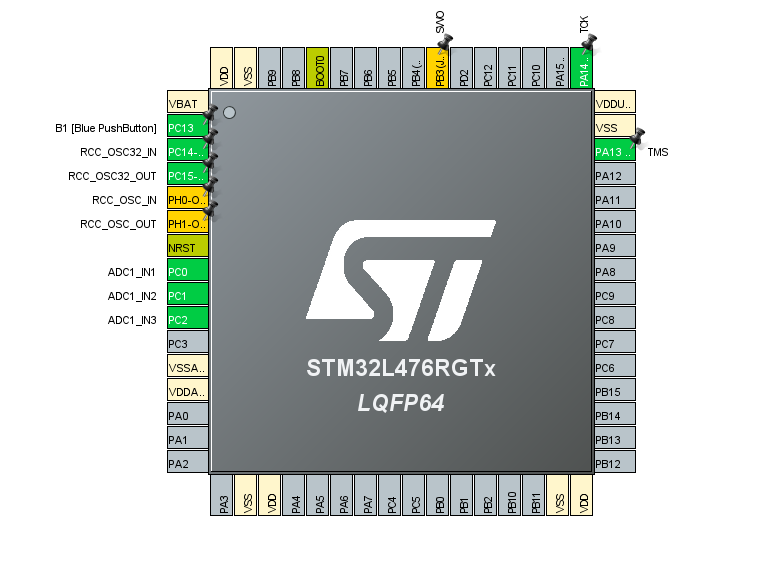 SWO
TCK
VDD
VSS
PB9
PB8
BOOT0
PB7
PB6
PB5
PB4(..
PB3(J..
PD2
PC12
PC11
PC10
PA15..
PA14..
VBAT
B1 [Blue PushButton] PC13
RCC_OSC32_IN PC14-..
RCC_OSC32_OUT PC15-..
RCC_OSC_IN PH0-O..
RCC_OSC_OUT PH1-O..
NRST
ADC1_IN1 PC0
ADC1_IN2 PC1
ADC1_IN3 PC2
PC3
VSSA..
VDDA..
PA0
PA1
PA2
ST
STM32L476RGTx
LQFP64
VDDU..
VSS
PA13 .. TMS
PA12
PA11
PA10
PA9
PA8
PC9
PC8
PC7
PC6
PB15
PB14
PB13
PB12
PA3
VSS
VDD
PA4
PA5
PA6
PA7
PC4
PC5
PB0
PB1
PB2
PB10
PB11
VSS
VDD